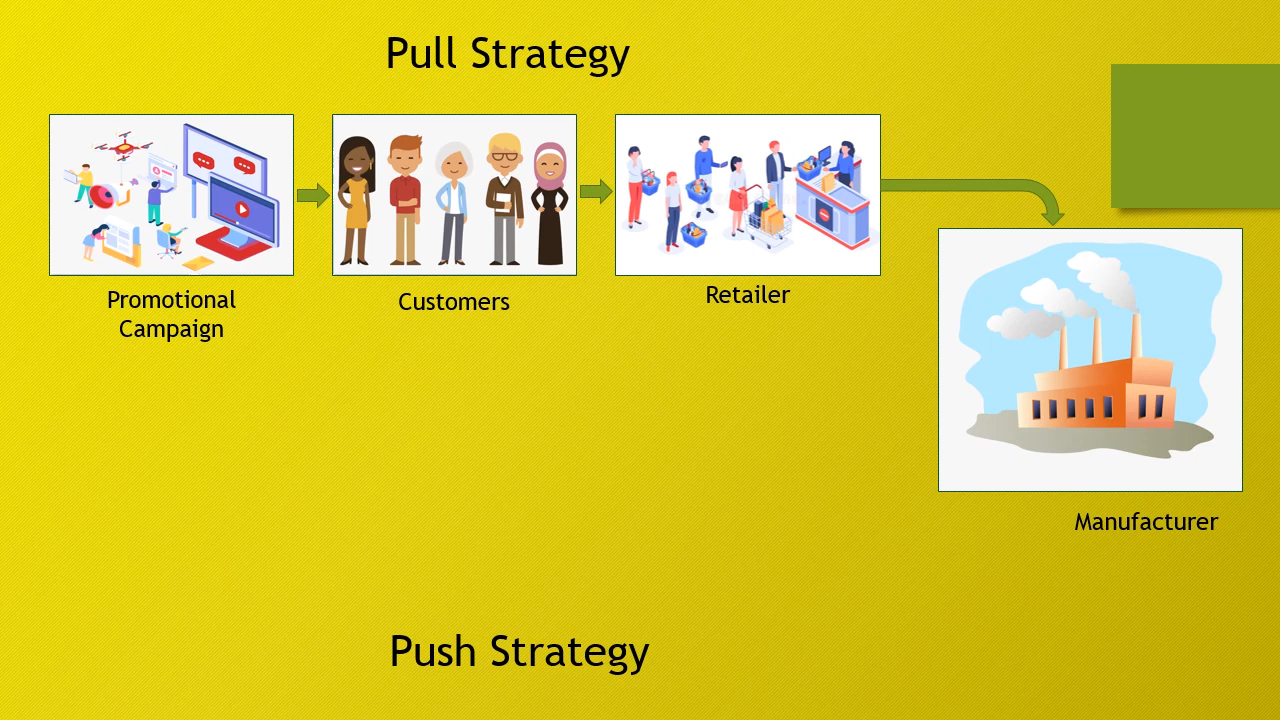 Pull Strategy
Promotional
Campaign
Customers
Retailer
Manufacturer
Push Strategy